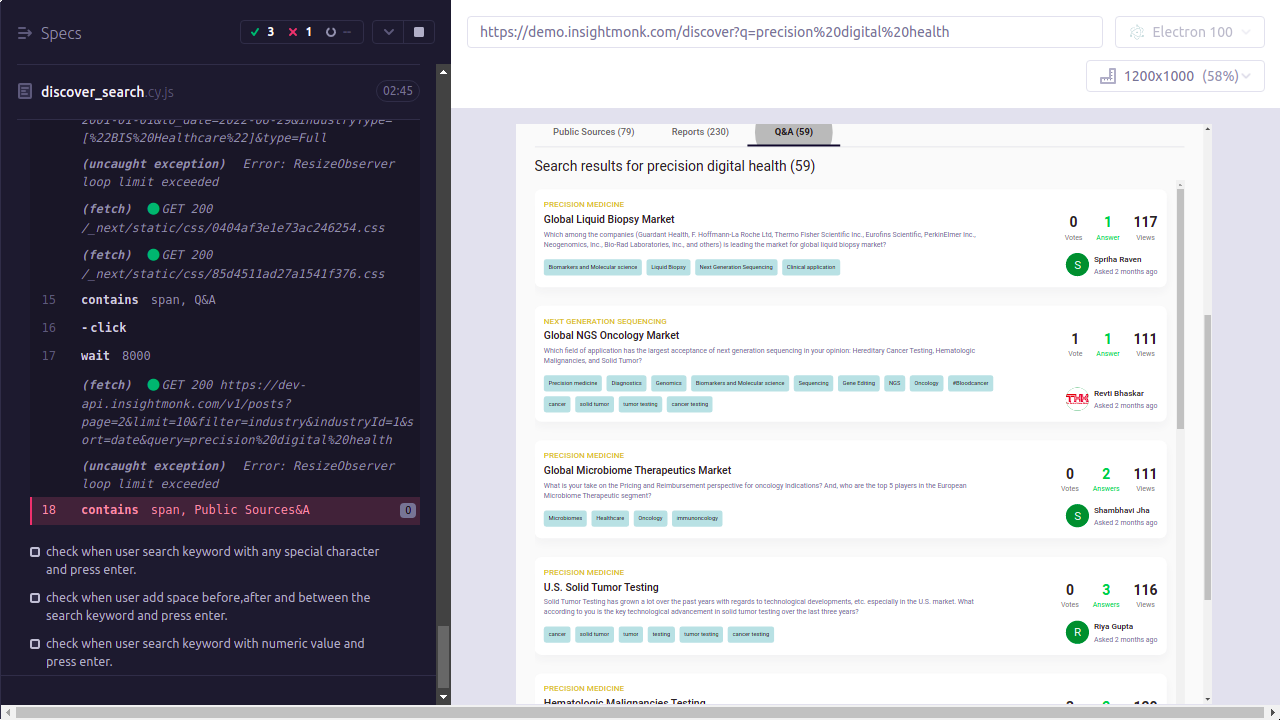 Specs
3
1
--
discover_search.cy.js
02:45
2001-01-01&to_date=2022-06-29&industryType=
[%22BIS%20Healthcare%22]&type=Full
(uncaught exception) Error: ResizeObserver
loop limit exceeded
(fetch) GET 200
/_next/static/css/0404af3e1e73ac246254.css
(fetch) GET 200
/_next/static/css/85d4511ad27a1541f376.css
15 contains span, Q&A
16 -click
17 wait 8000
(fetch) GET 200 https://dev-
api.insightmonk.com/v1/posts?
page=2&limit=10&filter=industry&industryId=1&s
ort=date&query=precision%20digital%20health
(uncaught exception) Error: ResizeObserver
loop limit exceeded
18 contains span, Public Sources&A 0
check when user search keyword with any special character
and press enter.
check when user add space before,after and between the
search keyword and press enter.
check when user search keyword with numeric value and
press enter.
https://demo.insightmonk.com/discover?q=precision%20digital%20health
Electron 100
1200x1000 (58%)
Public Sources (79) Reports (230) Q&A (59)
Search results for precision digital health (59)
PRECISION MEDICINE
Global Liquid Biopsy Market
Which among the companies (Guardant Health, F. Hoffmann-La Roche Ltd, Thermo Fisher Scientific Inc., Eurofins Scientific, PerkinElmer Inc.,
Neogenomics, Inc., Bio-Rad Laboratories, Inc., and others) is leading the market for global liquid biopsy market?
Biomarkers and Molecular science Liquid Biopsy Next Generation Sequencing Clinical application
0 1 117
Votes Answer Views
S Spriha Raven
Asked 2 months ago
NEXT GENERATION SEQUENCING
Global NGS Oncology Market
Which field of application has the largest acceptance of next generation sequencing in your opinion: Hereditary Cancer Testing, Hematologic
Malignancies, and Solid Tumor?
Precision medicine Diagnostics Genomics Biomarkers and Molecular science Sequencing Gene Editing NGS Oncology #Bloodcancer
cancer solid tumor tumor testing cancer testing
1 1 111
Vote Answer Views
Revti Bhaskar
Asked 2 months ago
PRECISION MEDICINE
Global Microbiome Therapeutics Market
What is your take on the Pricing and Reimbursement perspective for oncology indications? And, who are the top 5 players in the European
Microbiome Therapeutic segment?
Microbiomes Healthcare Oncology immunoncology
0 2 111
Votes Answers Views
S Shambhavi Jha
Asked 2 months ago
PRECISION MEDICINE
U.S. Solid Tumor Testing
Solid Tumor Testing has grown a lot over the past years with regards to technological developments, etc. especially in the U.S. market. What
according to you is the key technological advancement in solid tumor testing over the last three years?
cancer solid tumor tumor testing tumor testing cancer testing
0 3 116
Votes Answers Views
R Riya Gupta
Asked 2 months ago
PRECISION MEDICINE
Hematologic Malignancies Testing